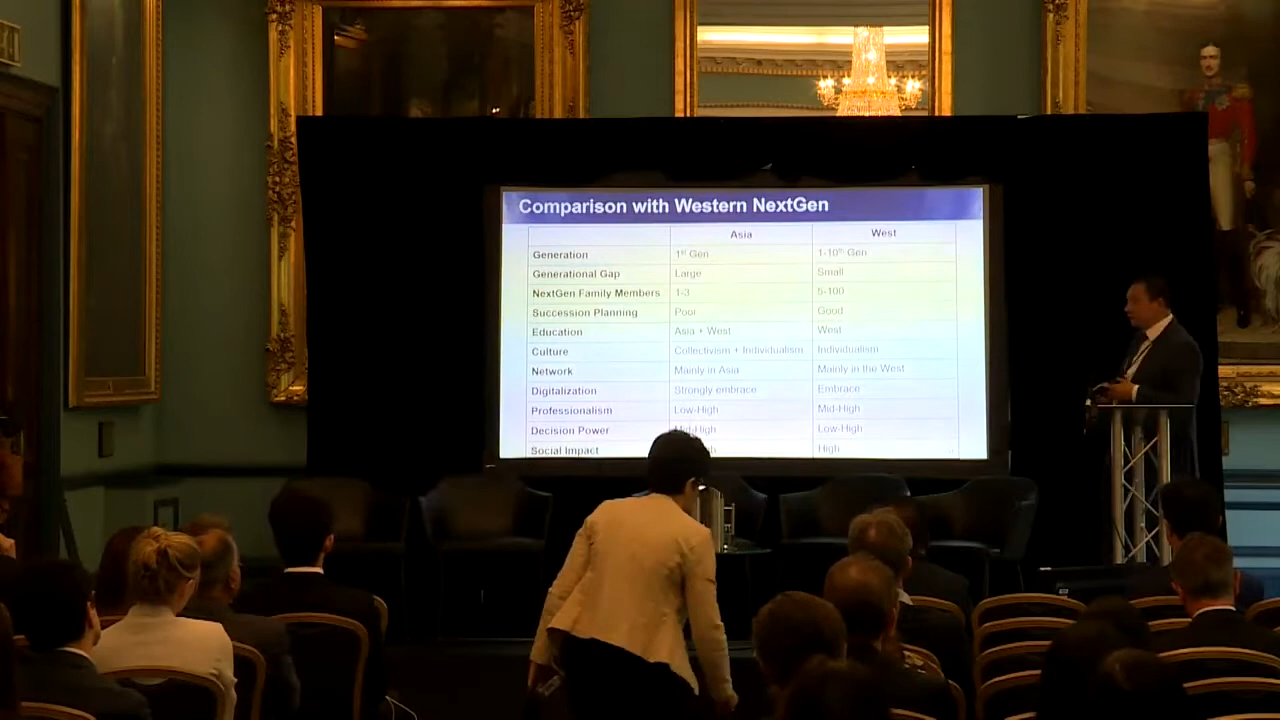 Comparison with Western NextGen
Asia West
Generation 1st Gen 1-10th Gen
Generational Gap Large Small
NextGen Family Members 1-3 5-100
Succession Planning Poor Good
Education Asia + West West
Culture Collectivism + Individualism Individualism
Network Mainly in Asia Mainly in the West
Digitalization Strongly embrace Embrace
Professionalism Low-High Mid-High
Decision Power Mid-High Low-High
Social Impact High